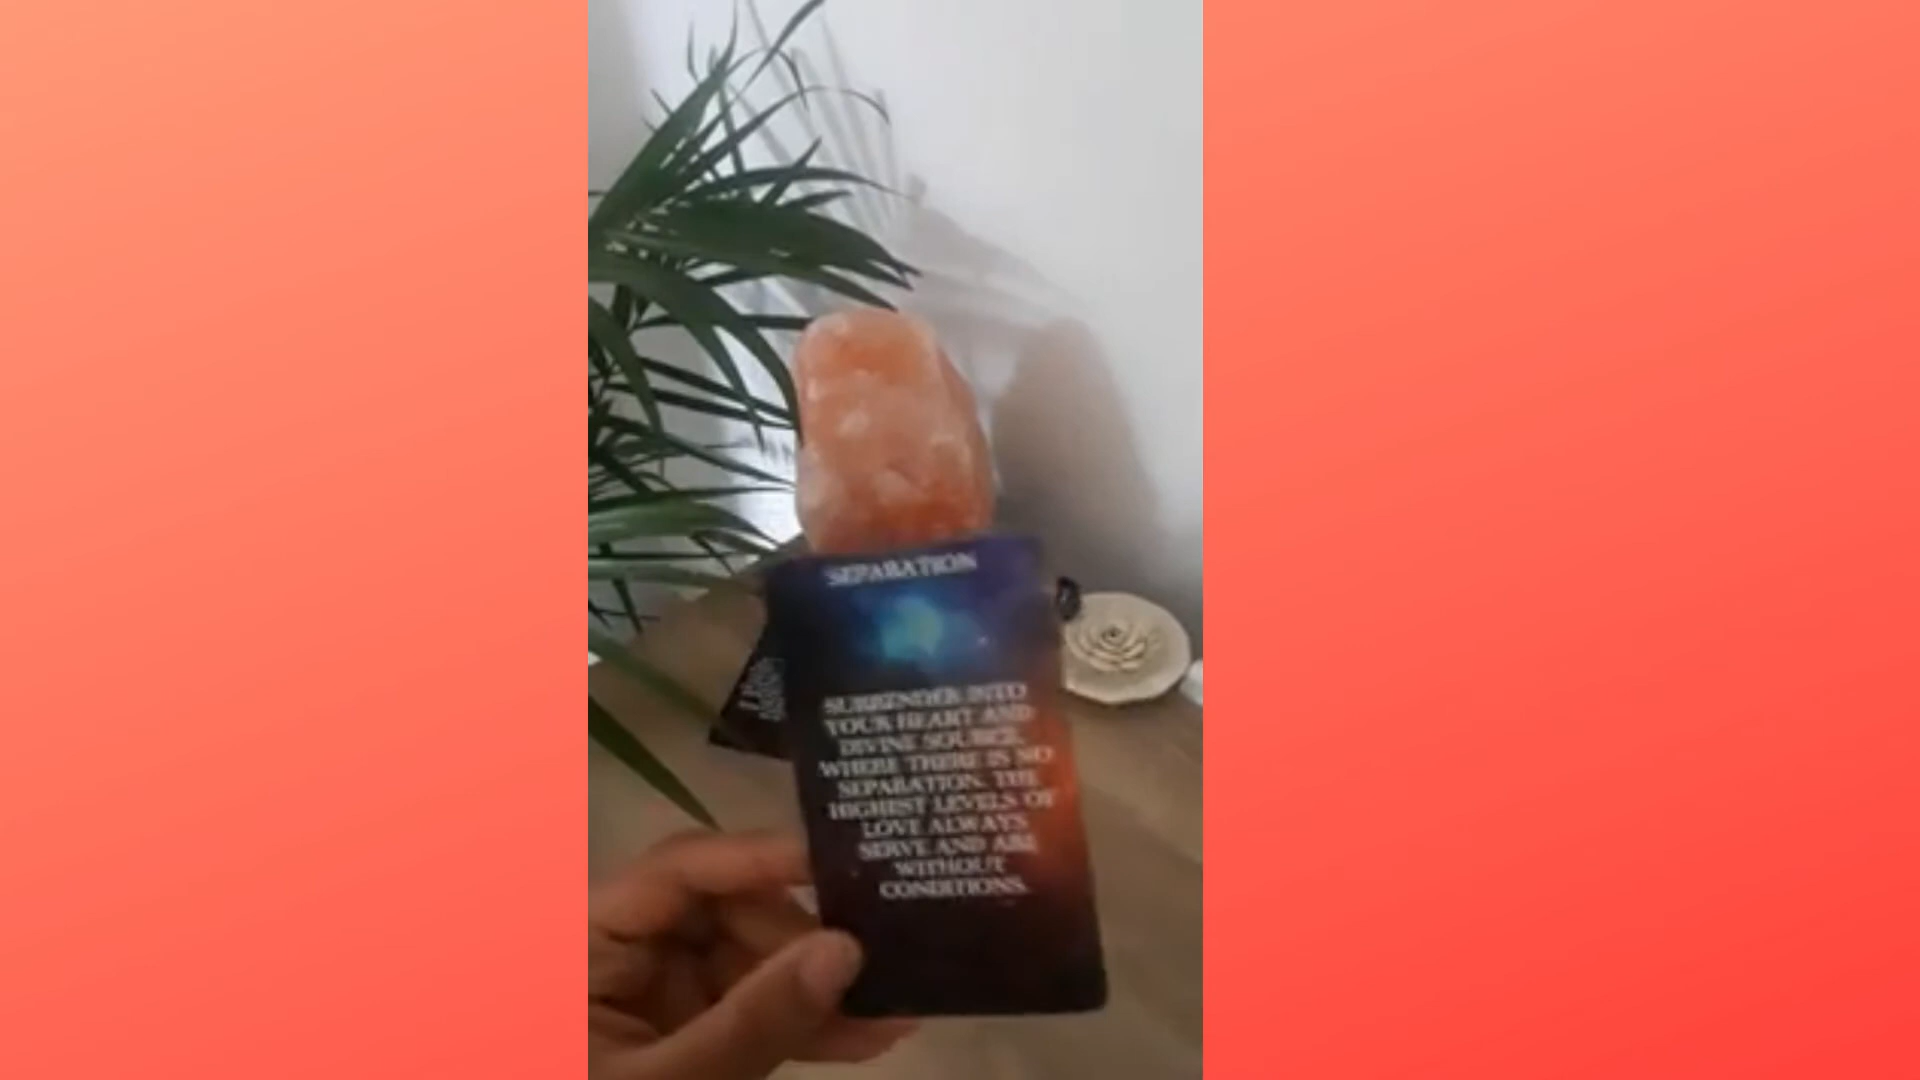 SEPARATION
SURRENDER INTO
YOUR HEART AND
DIVINE SOURCE,
WHERE THERE IS NO
SEPARATION. THE
HIGHEST LEVELS OF
LOVE ALWAYS
SERVE AND ARE
WITHOUT
CONDITIONS.